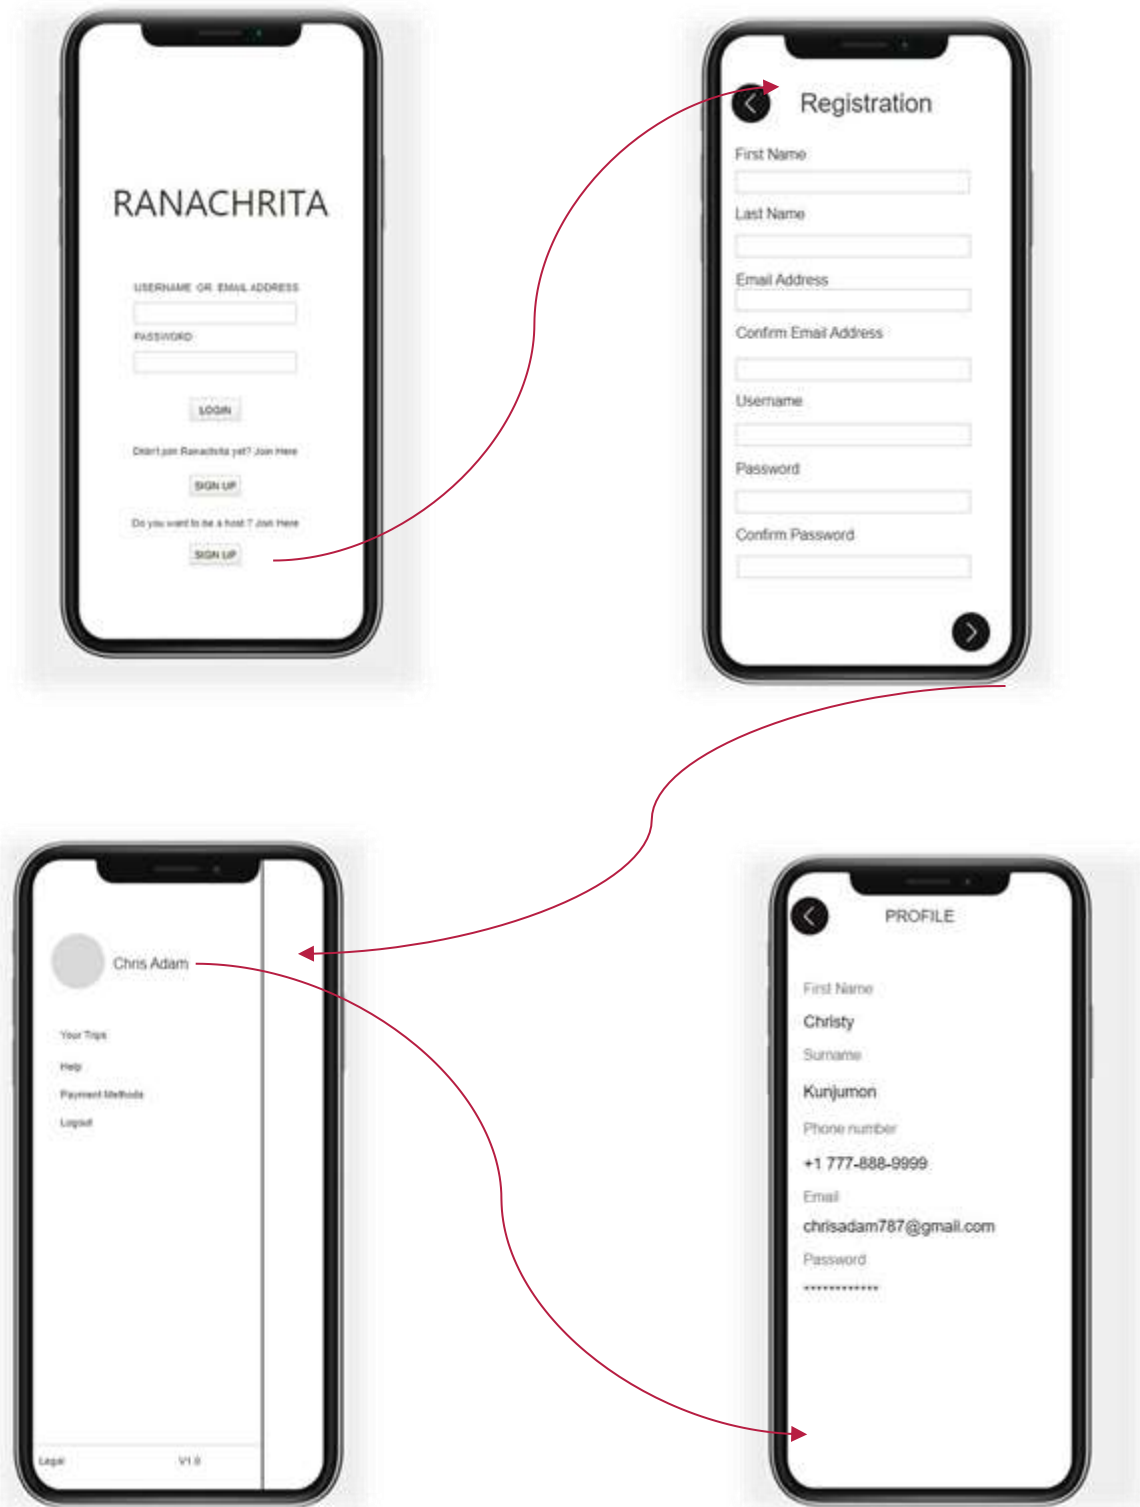 RANACHRITA
USERNAME OR EMAIL ADDRESS
PASSWORD
LOGIN
Didn't join Ranachrita yet? Join Here
SIGN UP
Do you want to be a host ? Join Here
SIGN UP
Registration
First Name
Last Name
Email Address
Confirm Email Address
Username
Password
Confirm Password
Chris Adam
Your Trips
Help
Payment Methods
Logout
Legal V1.0
PROFILE
First Name
Christy
Surname
Kunjumon
Phone number
+1 777-888-9999
Email
chrisadam787@gmail.com
Password
************